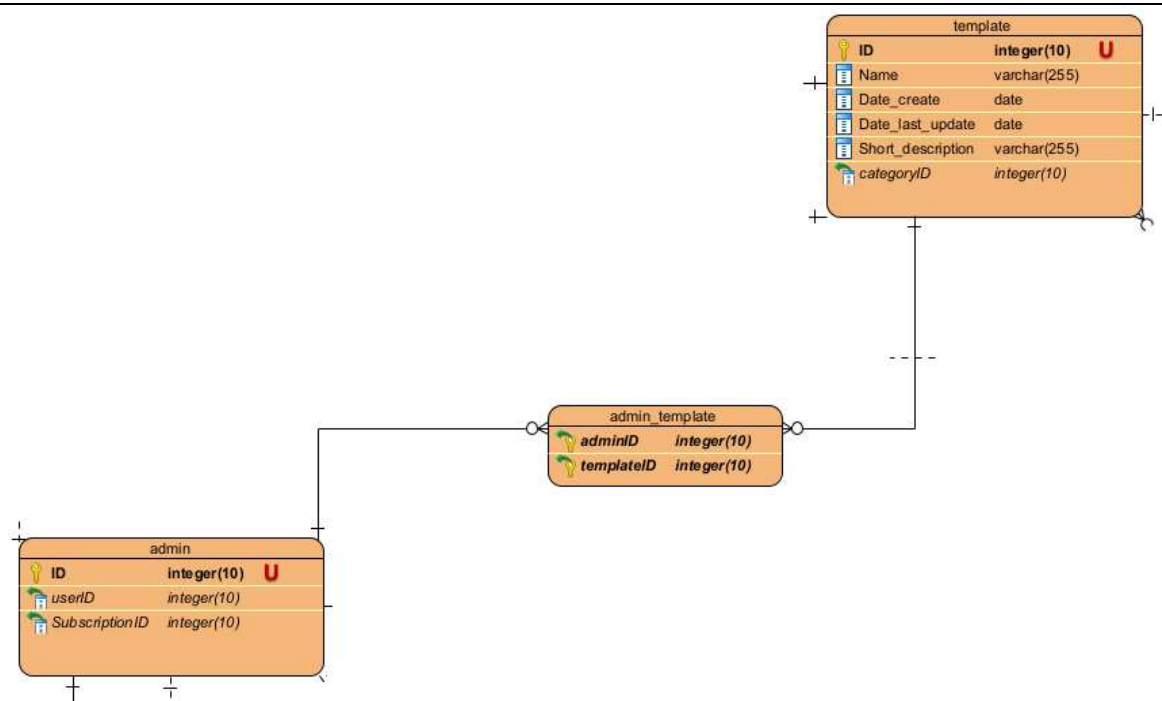 template
ID integer(10) U
Name varchar(255)
Date_create date
Date_last_update date
Short_description varchar(255)
categoryID integer(10)
admin_template
adminID integer(10)
templateID integer(10)
admin
ID integer(10) U
userID integer(10)
SubscriptionID integer(10)